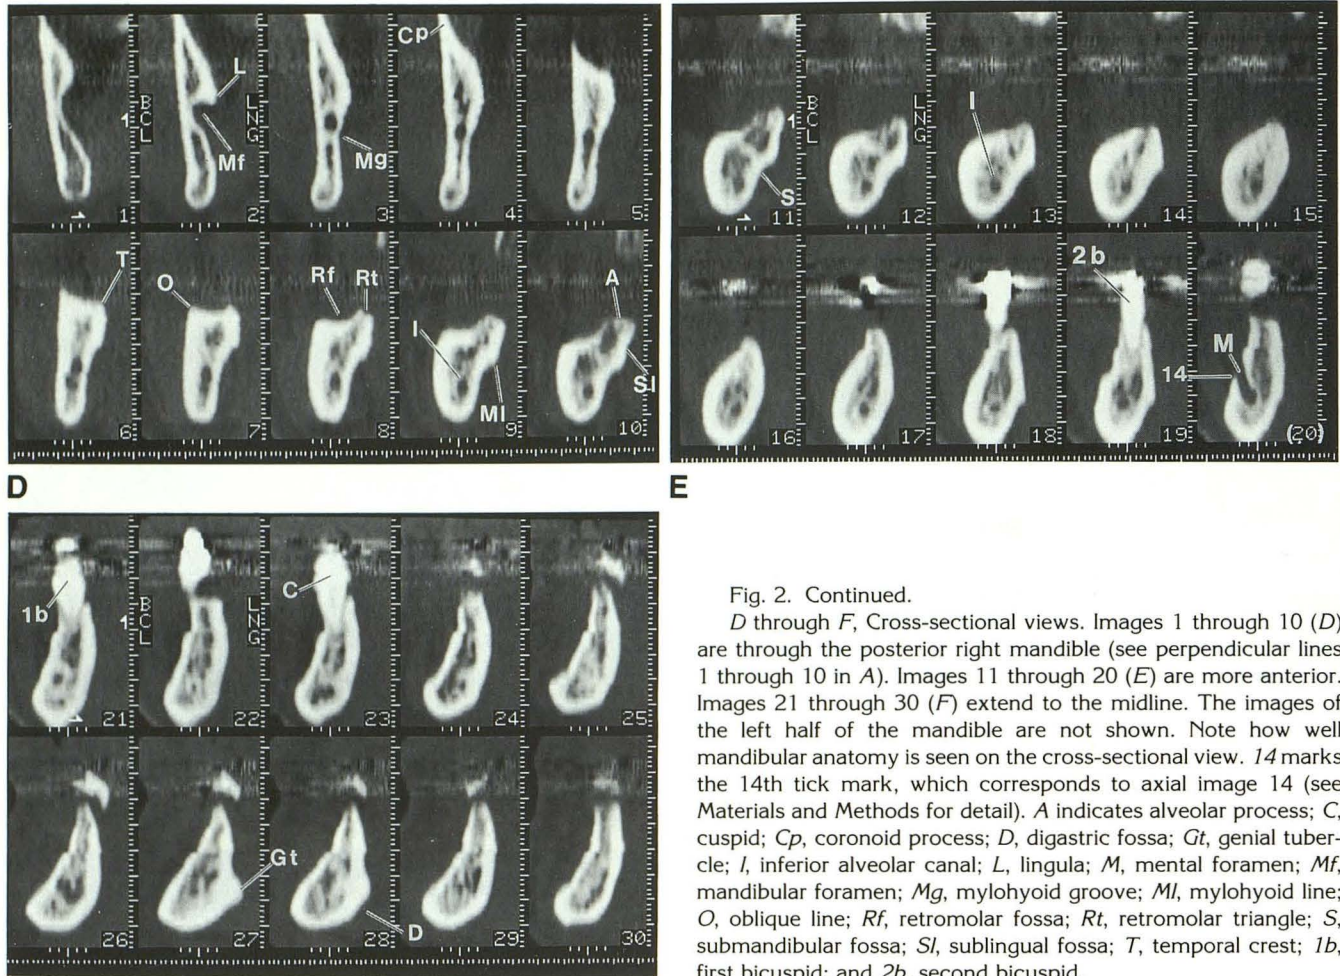 Cp
L
B
C
L
L
N
G
Mf
Mg
1 2 3 4 5
T
O
Rf Rt
A
I
Ml
Sl
6 7 8 9 10
D
I
B
C
L
L
N
G
S
11 12 13 14 15
2b
M
14
16 17 18 19 (20)
E
1b
B
C
L
L
N
G
C
21 22 23 24 25
Gt
D
26 27 28 29 30
Fig. 2. Continued.
D through F, Cross-sectional views. Images 1 through 10 (D)
are through the posterior right mandible (see perpendicular lines
1 through 10 in A). Images 11 through 20 (E) are more anterior.
Images 21 through 30 (F) extend to the midline. The images of
the left half of the mandible are not shown. Note how well
mandibular anatomy is seen on the cross-sectional view. 14 marks
the 14th tick mark, which corresponds to axial image 14 (see
Materials and Methods for detail). A indicates alveolar process; C,
cuspid; Cp, coronoid process; D, digastric fossa; Gt, genial tuber-
cle; I, inferior alveolar canal; L, lingula; M, mental foramen; Mf,
mandibular foramen; Mg, mylohyoid groove; Ml, mylohyoid line;
O, oblique line; Rf, retromolar fossa; Rt, retromolar triangle; S,
submandibular fossa; Sl, sublingual fossa; T, temporal crest; 1b,
first bicuspid; and 2b, second bicuspid.